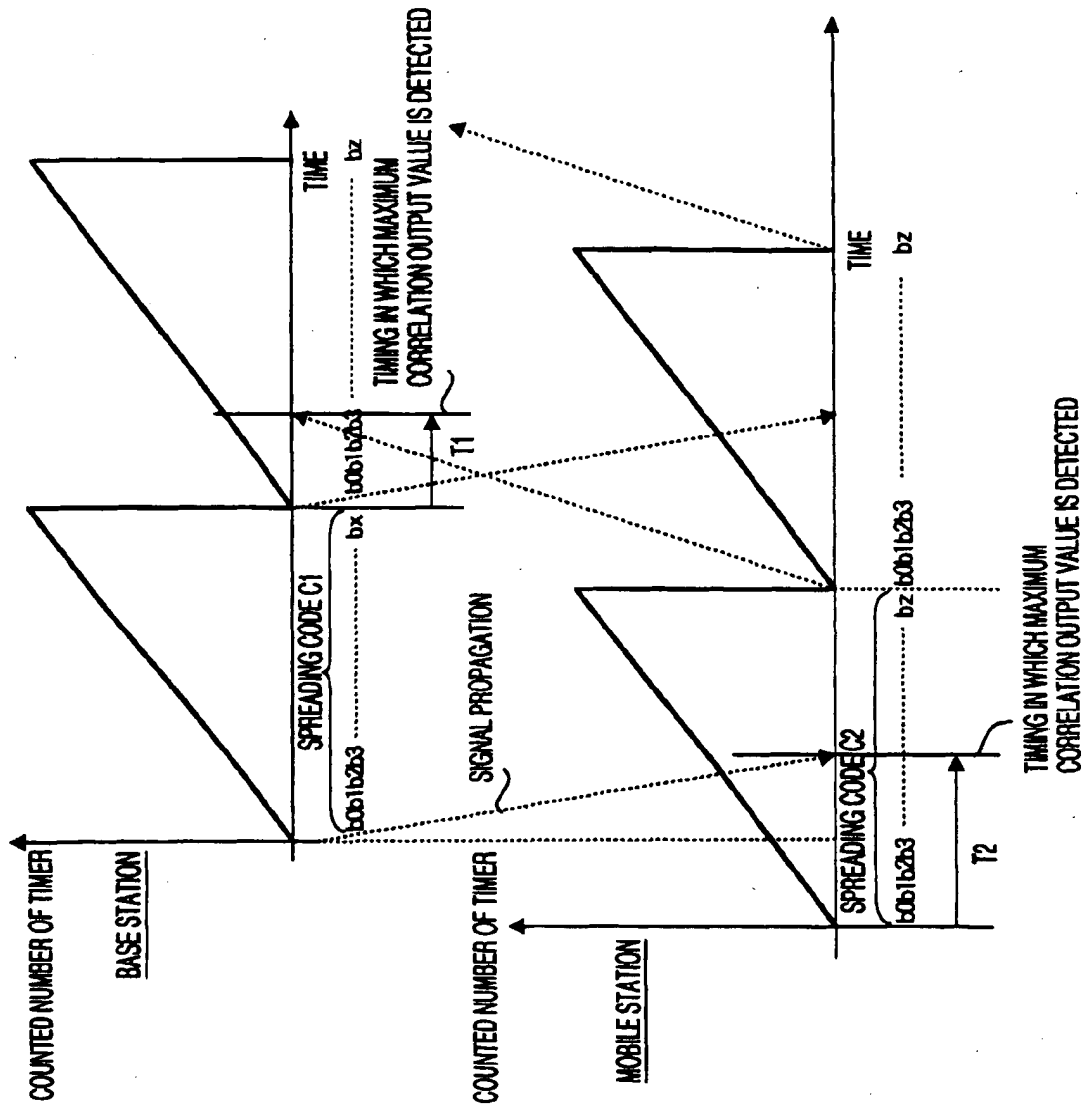 COUNTED NUMBER OF TIMER
BASE STATION
SPREADING CODE C1
b0b1b2b3 bx
b0b1b2b3 bz
TIME
T1
TIMING IN WHICH MAXIMUM
CORRELATION OUTPUT VALUE IS DETECTED
SIGNAL PROPAGATION
COUNTED NUMBER OF TIMER
MOBILE STATION
SPREADING CODE C2
b0b1b2b3 bz
b0b1b2b3 bz
TIME
T2
TIMING IN WHICH MAXIMUM
CORRELATION OUTPUT VALUE IS DETECTED